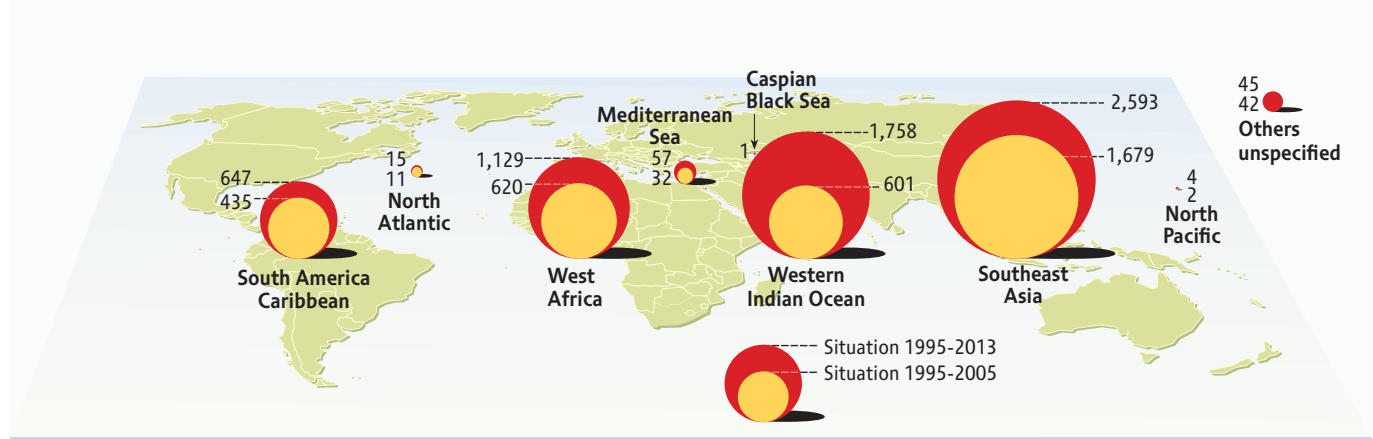 Caspian
Black Sea
1
Mediterranean
Sea
57
32
2,593
1,679
45
42
Others
unspecified
1,758
601
1,129
620
15
11
North
Atlantic
647
435
4
2
North
Pacific
South America
Caribbean
West
Africa
Western
Indian Ocean
Southeast
Asia
Situation 1995-2013
Situation 1995-2005